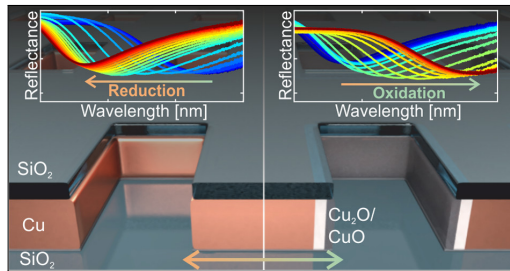 Reflectance
Reduction
Wavelength [nm]
Reflectance
Oxidation
Wavelength [nm]
SiO₂
Cu
SiO₂
Cu₂O/
CuO